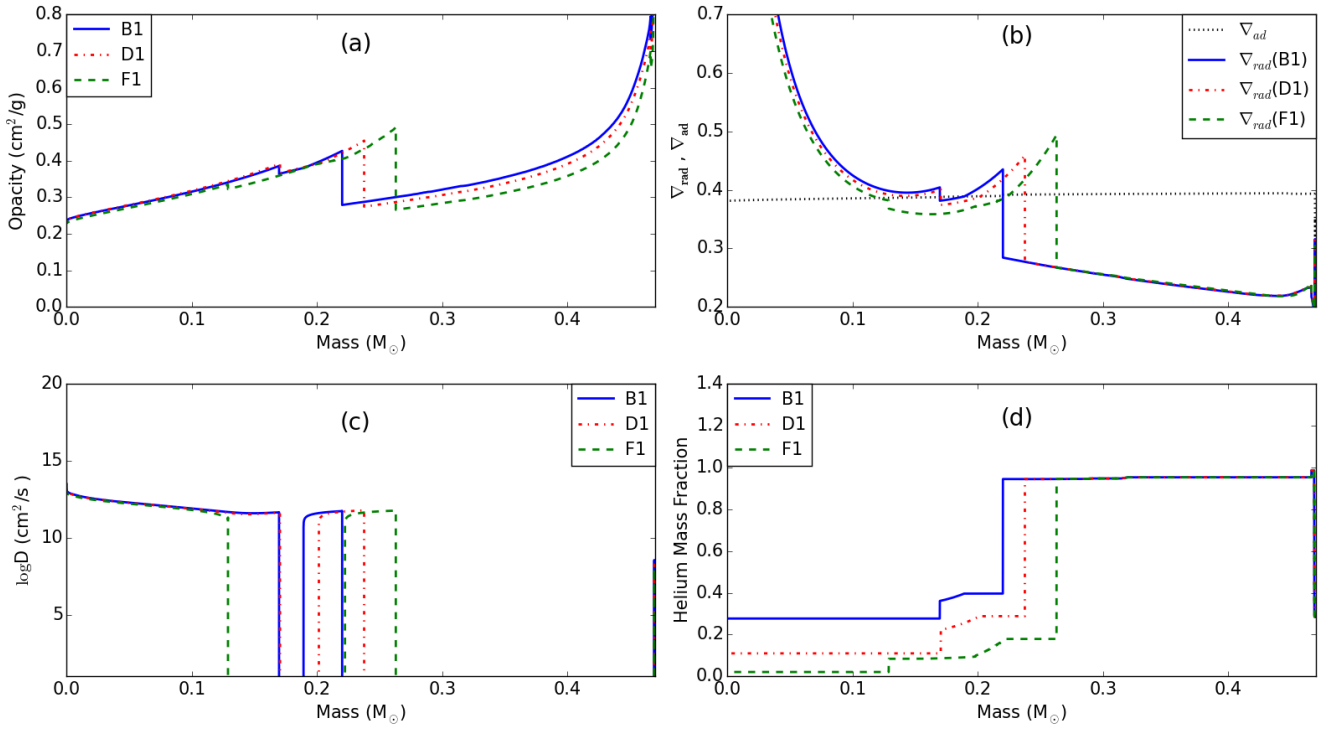 0.8
0.7
0.6
0.5
0.4
0.3
0.2
0.1
0.0
Opacity (cm²/g)
B1
D1
F1
(a)
0.0 0.1 0.2 0.3 0.4
Mass (M☉)
0.7
0.6
0.5
0.4
0.3
0.2
∇rad , ∇ad
(b)
∇ad
∇rad(B1)
∇rad(D1)
∇rad(F1)
0.0 0.1 0.2 0.3 0.4
Mass (M☉)
20
15
10
5
logD (cm²/s )
(c)
B1
D1
F1
0.0 0.1 0.2 0.3 0.4
Mass (M☉)
1.4
1.2
1.0
0.8
0.6
0.4
0.2
0.0
Helium Mass Fraction
B1
D1
F1
(d)
0.0 0.1 0.2 0.3 0.4
Mass (M☉)